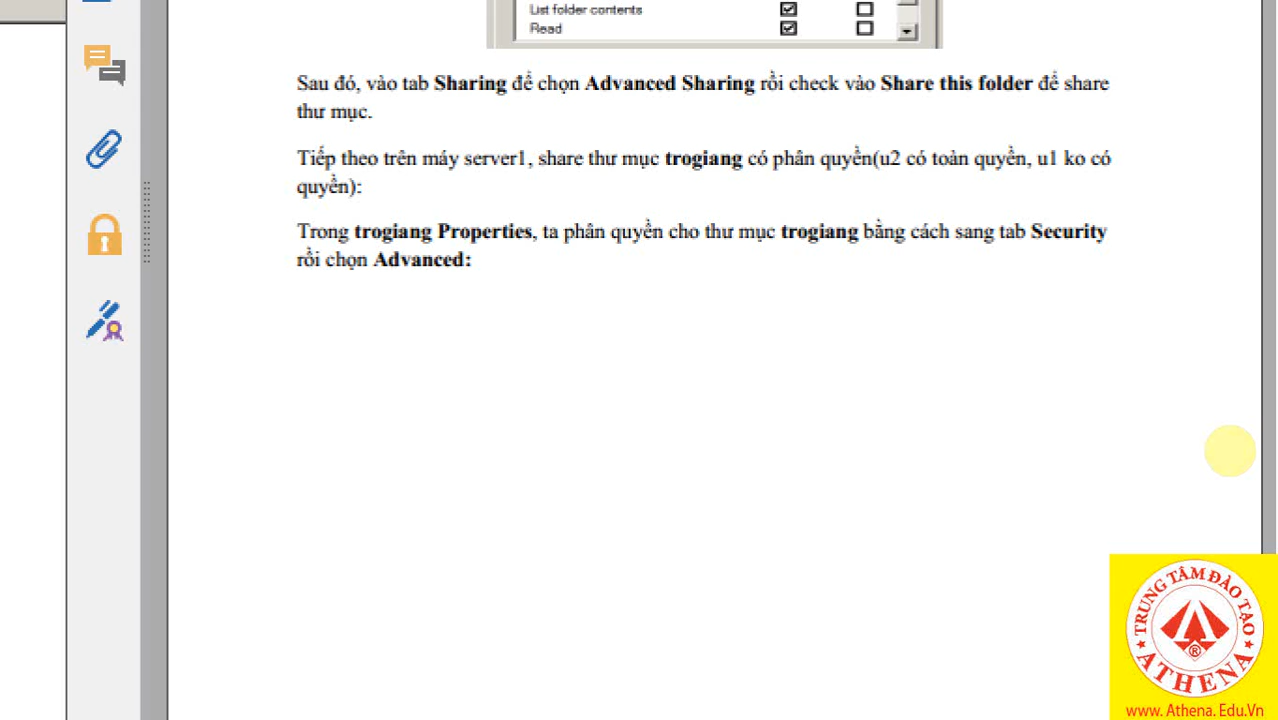 List folder contents
Read
Sau đó, vào tab Sharing để chọn Advanced Sharing rồi check vào Share this folder để share
thư mục.
Tiếp theo trên máy server1, share thư mục trogiang có phân quyền(u2 có toàn quyền, u1 ko có
quyền):
Trong trogiang Properties, ta phân quyền cho thư mục trogiang bằng cách sang tab Security
rồi chọn Advanced:
TRUNG TÂM ĐÀO TẠO
®
ATHENA
www.Athena.Edu.Vn